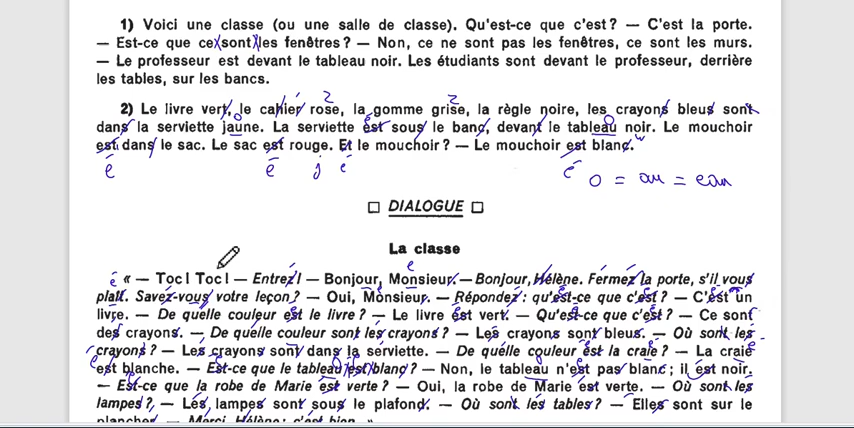 1) Voici une classe (ou une salle de classe). Qu'est-ce que c'est ? — C'est la porte.
— Est-ce que ce sont les fenêtres ? — Non, ce ne sont pas les fenêtres, ce sont les murs.
— Le professeur est devant le tableau noir. Les étudiants sont devant le professeur, derrière
les tables, sur les bancs.
2) Le livre vert, le cahier rose, la gomme grise, la règle noire, les crayons bleus sont
dans la serviette jaune. La serviette est sous le banc, devant le tableau noir. Le mouchoir
est dans le sac. Le sac est rouge. Et le mouchoir ? — Le mouchoir est blanc.
o = au = eau
DIALOGUE
La classe
« — Toc ! Toc ! — Entrez ! — Bonjour, Monsieur. — Bonjour, Hélène. Fermez la porte, s'il vous
plaît. Savez-vous votre leçon ? — Oui, Monsieur. — Répondez : qu'est-ce que c'est ? — C'est un
livre. — De quelle couleur est le livre ? — Le livre est vert. — Qu'est-ce que c'est ? — Ce sont
des crayons. — De quelle couleur sont les crayons ? — Les crayons sont bleus. — Où sont les
crayons ? — Les crayons sont dans la serviette. — De quelle couleur est la craie ? — La craie
est blanche. — Est-ce que le tableau est blanc ? — Non, le tableau n'est pas blanc ; il est noir.
— Est-ce que la robe de Marie est verte ? — Oui, la robe de Marie est verte. — Où sont les
lampes ? — Les lampes sont sous le plafond. — Où sont les tables ? — Elles sont sur le
plancher. — Merci, Hélène ; c'est bien. »